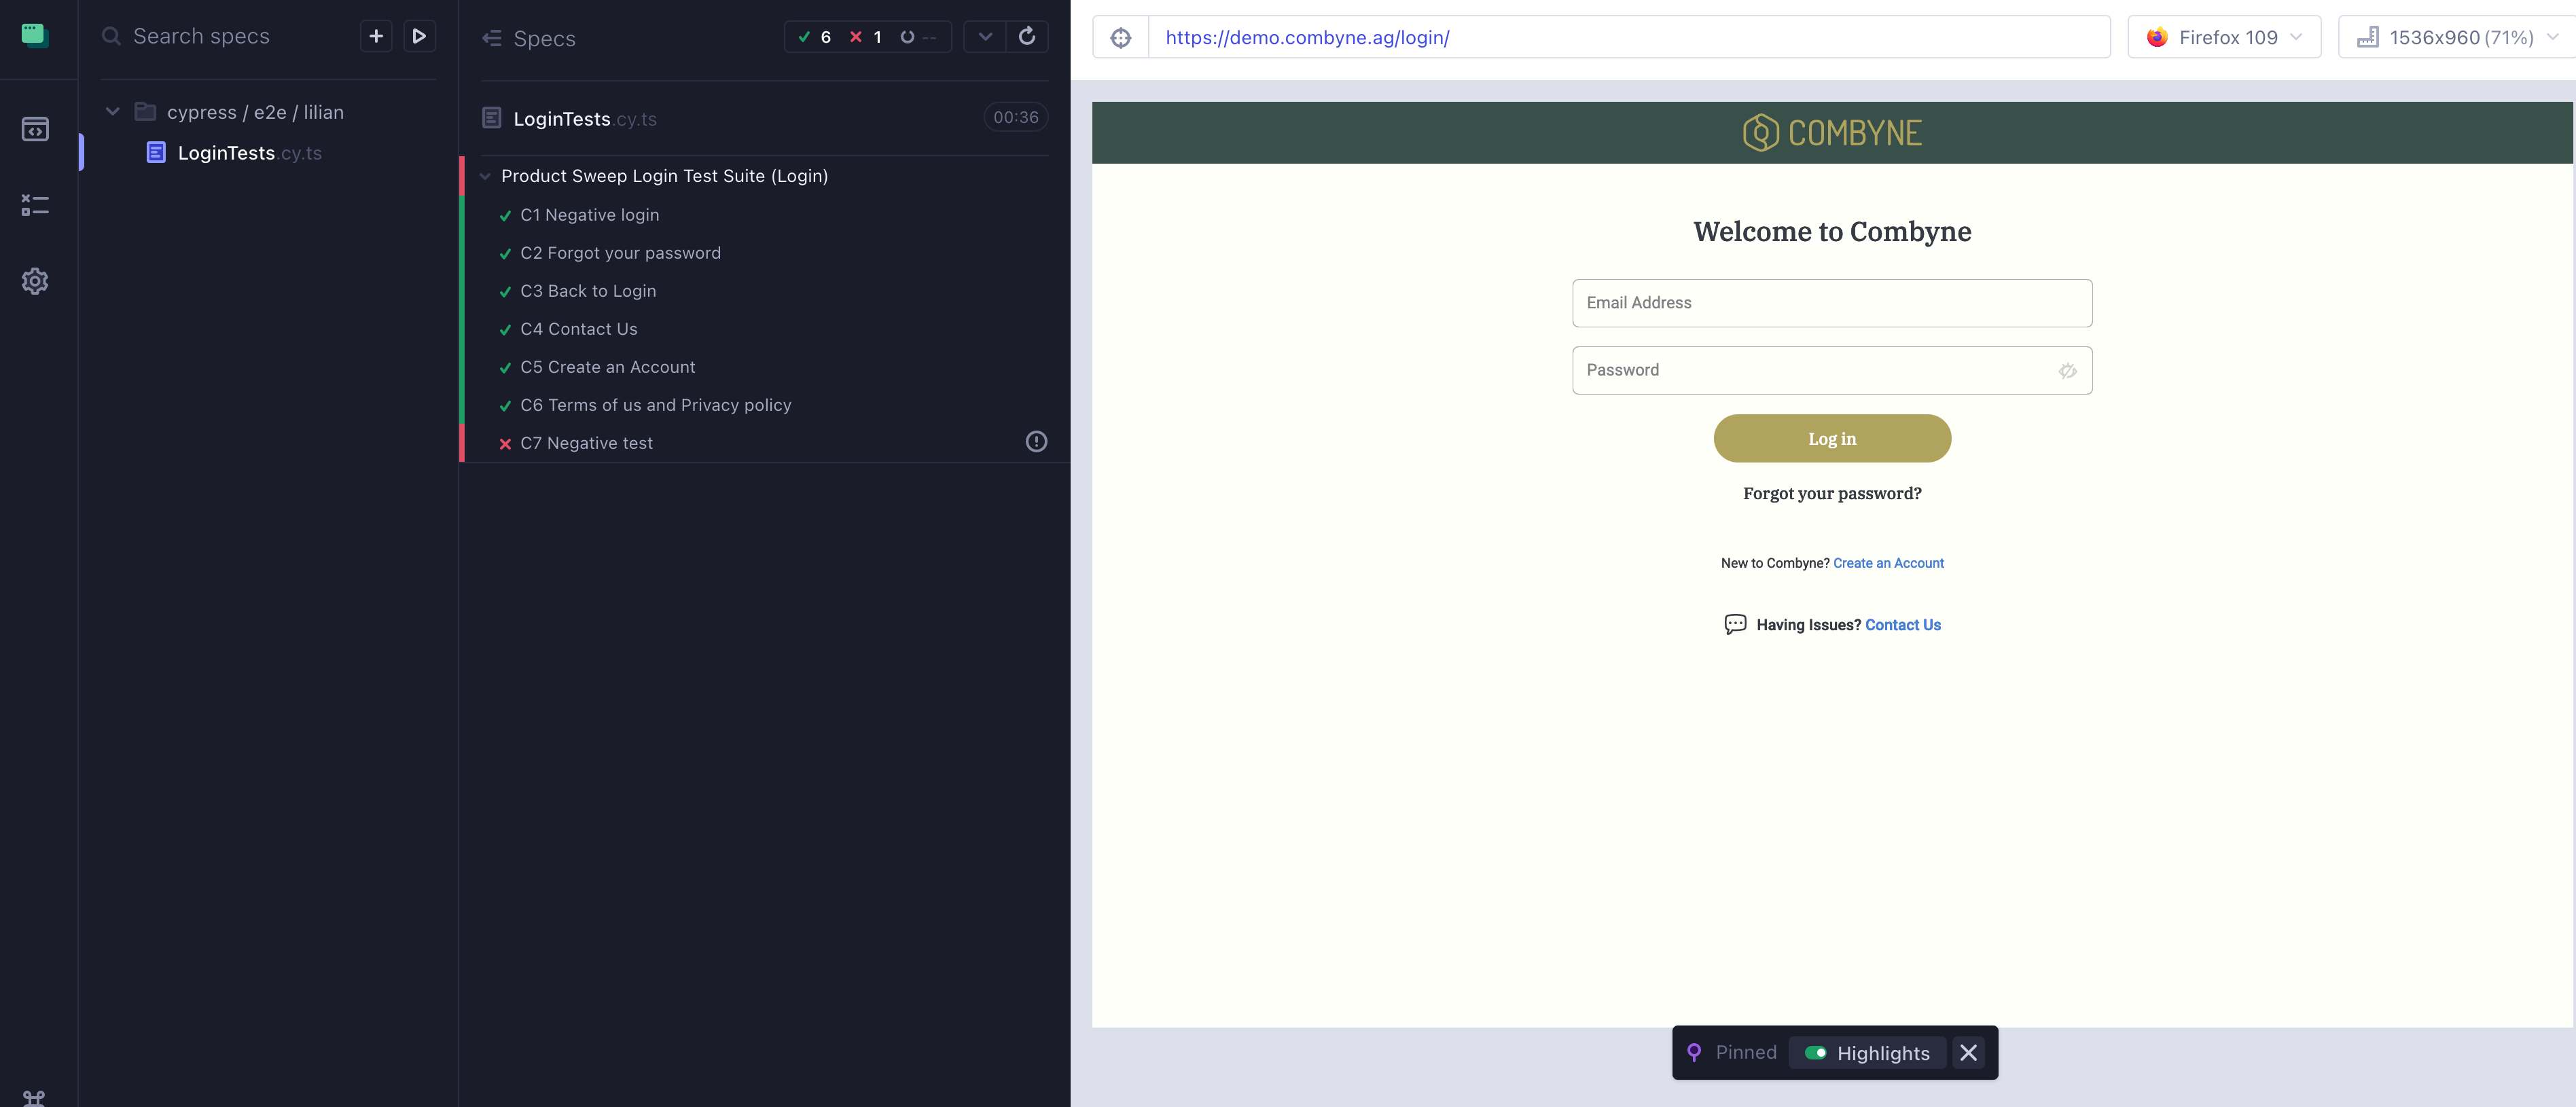 Search specs
cypress / e2e / lilian
LoginTests.cy.ts
Specs
6 1 --
LoginTests.cy.ts
00:36
Product Sweep Login Test Suite (Login)
C1 Negative login
C2 Forgot your password
C3 Back to Login
C4 Contact Us
C5 Create an Account
C6 Terms of us and Privacy policy
C7 Negative test
https://demo.combyne.ag/login/
Firefox 109
1536x960 (71%)
COMBYNE
Welcome to Combyne
Email Address
Password
Log in
Forgot your password?
New to Combyne? Create an Account
Having Issues? Contact Us
Pinned
Highlights